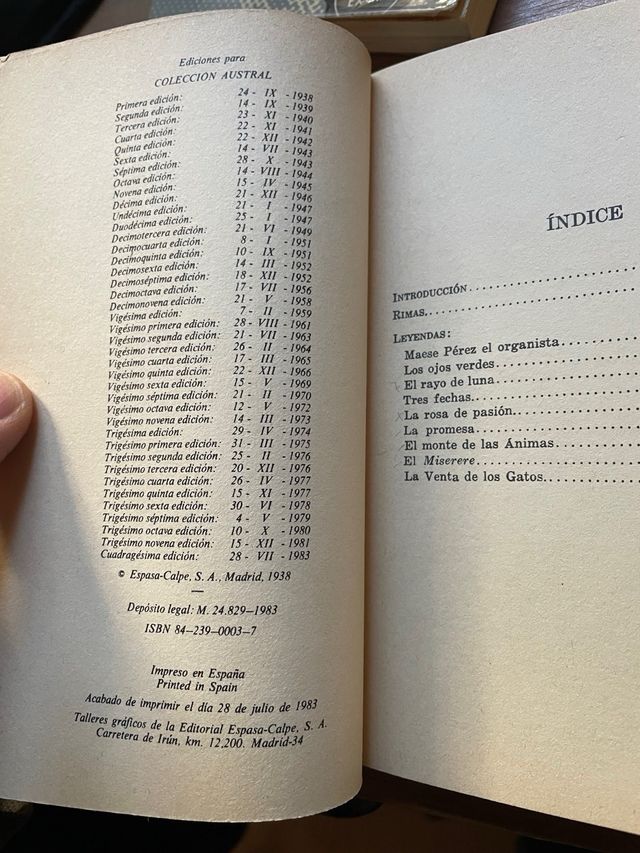 Ediciones para
COLECCION AUSTRAL
Primera edición: 24 - IX - 1938
Segunda edición: 14 - IX - 1939
Tercera edición: 23 - XI - 1940
Cuarta edición: 22 - XI - 1941
Quinta edición: 22 - XII - 1942
Sexta edición: 14 - VII - 1943
Séptima edición: 28 - X - 1943
Octava edición: 14 - VIII - 1944
Novena edición: 15 - IV - 1945
Décima edición: 21 - XII - 1946
Undécima edición: 21 - I - 1947
Duodécima edición: 25 - I - 1947
Decimotercera edición: 21 - VI - 1949
Decimocuarta edición: 8 - I - 1951
Decimoquinta edición: 10 - IX - 1951
Decimosexta edición: 14 - III - 1952
Decimoséptima edición: 18 - XII - 1952
Decimoctava edición: 17 - VII - 1956
Decimonovena edición: 21 - V - 1958
Vigésima edición: 7 - II - 1959
Vigésimo primera edición: 28 - VIII - 1961
Vigésimo segunda edición: 21 - VII - 1963
Vigésimo tercera edición: 26 - II - 1964
Vigésimo cuarta edición: 17 - III - 1965
Vigésimo quinta edición: 22 - XII - 1966
Vigésimo sexta edición: 15 - V - 1969
Vigésimo séptima edición: 21 - II - 1970
Vigésimo octava edición: 12 - V - 1972
Vigésimo novena edición: 14 - III - 1973
Trigésima edición: 29 - IV - 1974
Trigésimo primera edición: 31 - III - 1975
Trigésimo segunda edición: 25 - II - 1976
Trigésimo tercera edición: 20 - XII - 1976
Trigésimo cuarta edición: 26 - IV - 1977
Trigésimo quinta edición: 15 - XI - 1977
Trigésimo sexta edición: 30 - VI - 1978
Trigésimo séptima edición: 4 - V - 1979
Trigésimo octava edición: 10 - X - 1980
Trigésimo novena edición: 15 - XII - 1981
Cuadragésima edición: 28 - VII - 1983
© Espasa-Calpe, S. A., Madrid, 1938
Depósito legal: M. 24.829—1983
ISBN 84—239—0003—7
Impreso en España
Printed in Spain
Acabado de imprimir el día 28 de julio de 1983
Talleres gráficos de la Editorial Espasa-Calpe, S. A.
Carretera de Irún, km. 12,200. Madrid-34
ÍNDICE
INTRODUCCIÓN
RIMAS
LEYENDAS:
Maese Pérez el organista
Los ojos verdes
El rayo de luna
Tres fechas
La rosa de pasión
La promesa
El monte de las Ánimas
El Miserere
La Venta de los Gatos